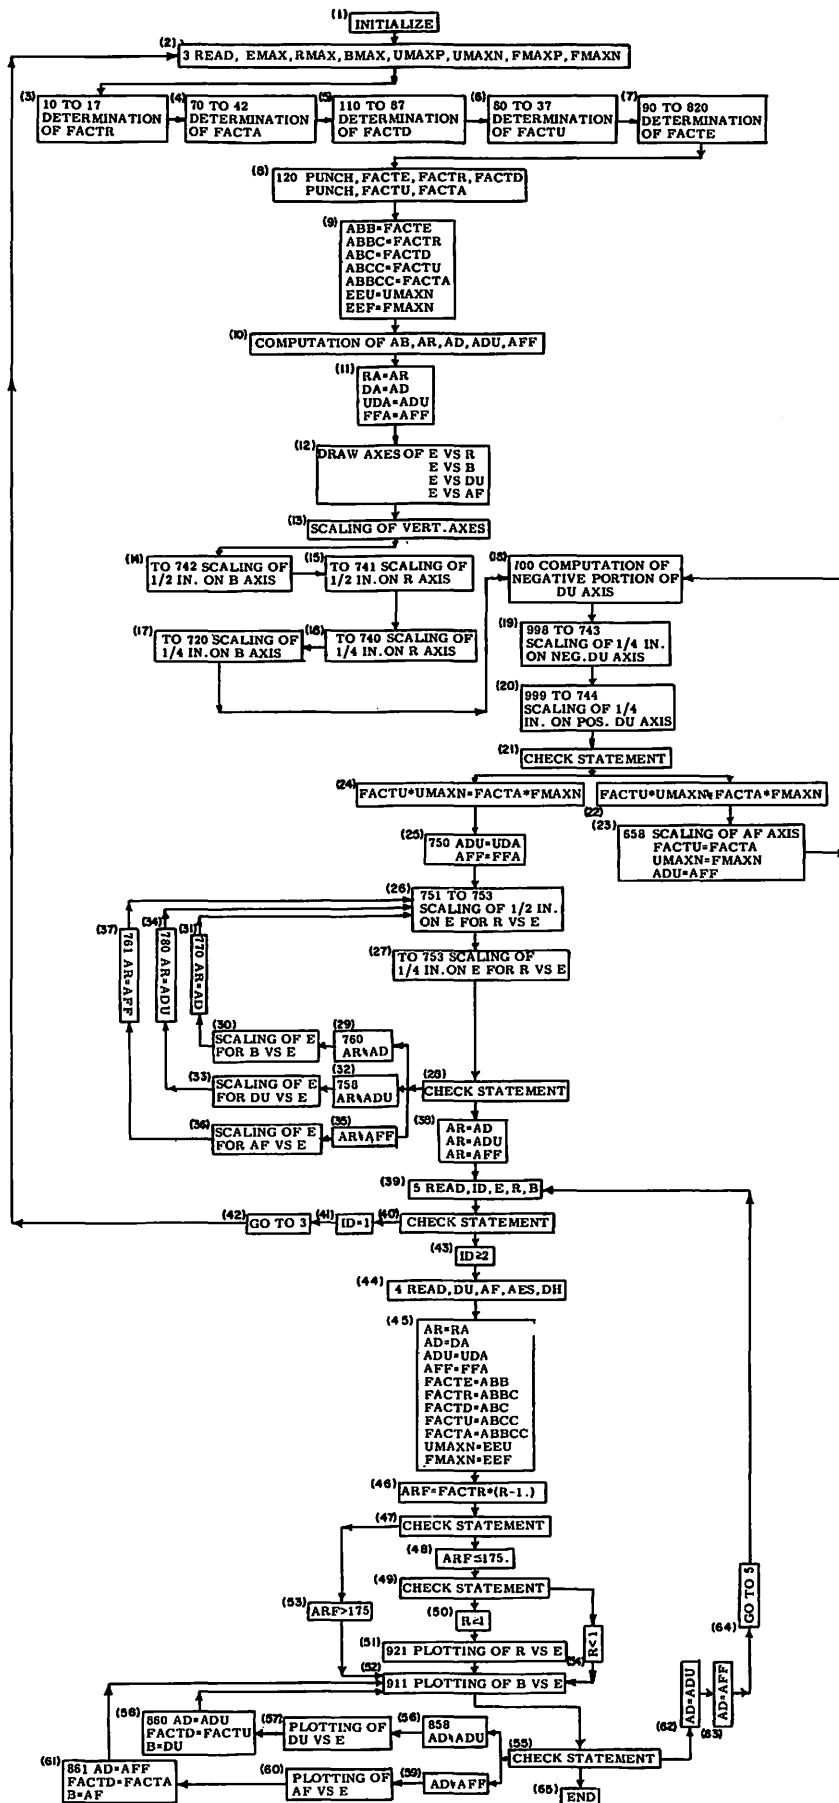 (1) INITIALIZE
(2) 3 READ, EMAX, RMAX, BMAX, UMAXP, UMAXN, FMAXP, FMAXN
(3) 10 TO 17
DETERMINATION
OF FACTR
(4) 70 TO 42
DETERMINATION
OF FACTA
(5) 110 TO 87
DETERMINATION
OF FACTD
(6) 80 TO 37
DETERMINATION
OF FACTU
(7) 90 TO 820
DETERMINATION
OF FACTE
(8) 120 PUNCH, FACTE, FACTR, FACTD
PUNCH, FACTU, FACTA
(9) ABB=FACTE
ABBC=FACTR
ABC=FACTD
ABCC=FACTU
ABBCC=FACTA
EEU=UMAXN
EEF=FMAXN
(10) COMPUTATION OF AB, AR, AD, ADU, AFF
(11) RA=AR
DA=AD
UDA=ADU
FFA=AFF
(12) DRAW AXES OF E VS R
E VS B
E VS DU
E VS AF
(13) SCALING OF VERT. AXES
(14) TO 742 SCALING OF
1/2 IN. ON B AXIS
(15) TO 741 SCALING OF
1/2 IN. ON R AXIS
(16) TO 740 SCALING OF
1/4 IN. ON R AXIS
(17) TO 720 SCALING OF
1/4 IN. ON B AXIS
(18) 700 COMPUTATION OF
NEGATIVE PORTION OF
DU AXIS
(19) 998 TO 743
SCALING OF 1/4 IN.
ON NEG. DU AXIS
(20) 999 TO 744
SCALING OF 1/4
IN. ON POS. DU AXIS
(21) CHECK STATEMENT
(24) FACTU*UMAXN=FACTA*FMAXN
(22) FACTU*UMAXN≠FACTA*FMAXN
(23) 658 SCALING OF AF AXIS
FACTU=FACTA
UMAXN=FMAXN
ADU=AFF
(25) 750 ADU=UDA
AFF=FFA
(26) 751 TO 753
SCALING OF 1/2 IN.
ON E FOR R VS E
(27) TO 753 SCALING OF
1/4 IN. ON E FOR R VS E
(37) 761 AR=AFF
(34) 780 AR=ADU
(31) 770 AR=AD
(30) SCALING OF E
FOR B VS E
(29) 760
AR≠AD
(33) SCALING OF E
FOR DU VS E
(32) 758
AR≠ADU
(28) CHECK STATEMENT
(36) SCALING OF E
FOR AF VS E
(35) AR≠AFF
(38) AR=AD
AR=ADU
AR=AFF
(39) 5 READ, ID, E, R, B
(42) GO TO 3
(41) ID=1
(40) CHECK STATEMENT
(43) ID≥2
(44) 4 READ, DU, AF, AES, DH
(45) AR=RA
AD=DA
ADU=UDA
AFF=FFA
FACTE=ABB
FACTR=ABBC
FACTD=ABC
FACTU=ABCC
FACTA=ABBCC
UMAXN=EEU
FMAXN=EEF
(46) ARF=FACTR*(R-1.)
(47) CHECK STATEMENT
(48) ARF≤175.
(49) CHECK STATEMENT
(53) ARF>175
(50) R≥1
(54) R<1
(51) 921 PLOTTING OF R VS E
(52) 911 PLOTTING OF B VS E
(58) 860 AD=ADU
FACTD=FACTU
B=DU
(57) PLOTTING OF
DU VS E
(56) 858
AD≠ADU
(55) CHECK STATEMENT
(61) 861 AD=AFF
FACTD=FACTA
B=AF
(60) PLOTTING OF
AF VS E
(59) AD≠AFF
(62) AD=ADU
(63) AD=AFF
(64) GO TO 5
(65) END